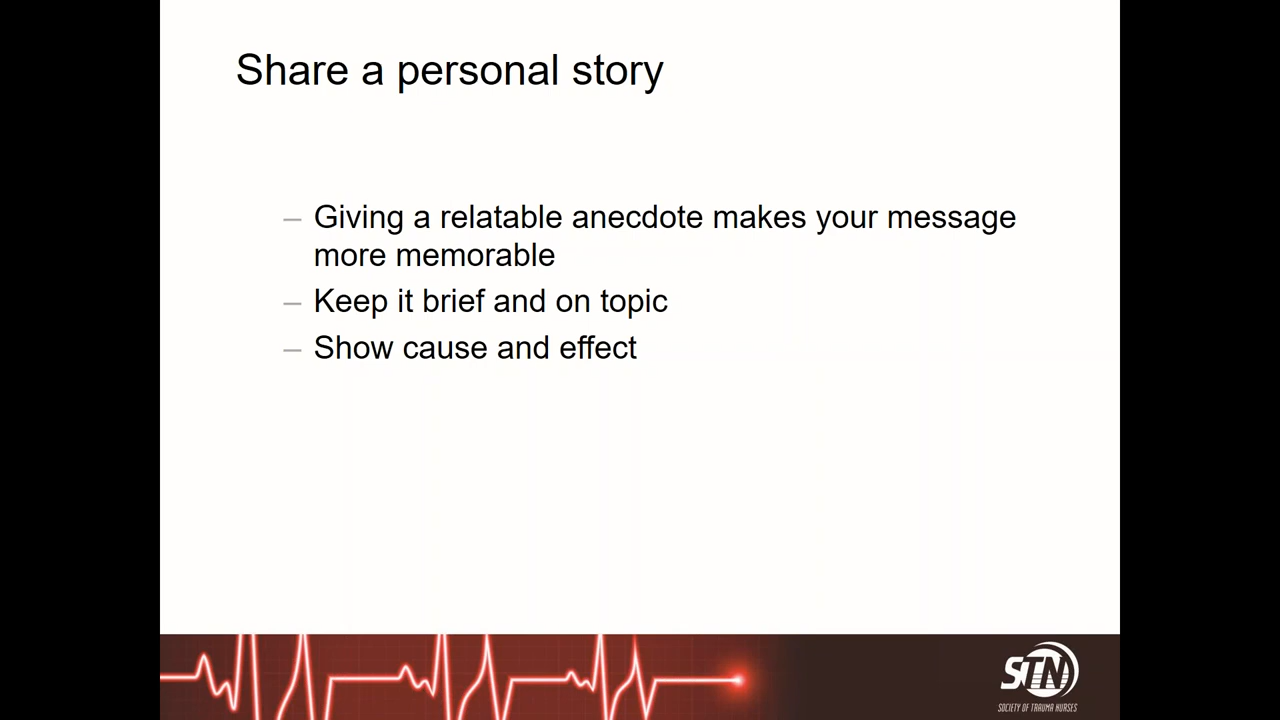 Share a personal story
– Giving a relatable anecdote makes your message
more memorable
– Keep it brief and on topic
– Show cause and effect
STN
SOCIETY OF TRAUMA NURSES